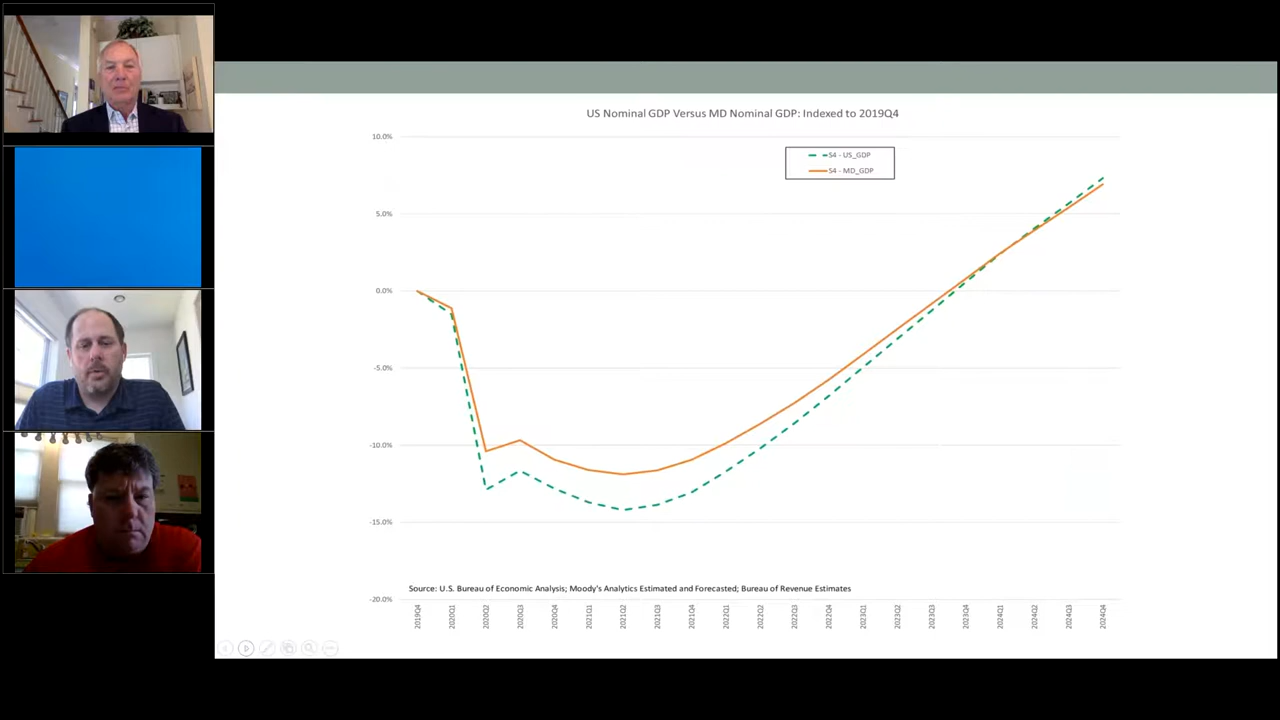 US Nominal GDP Versus MD Nominal GDP: Indexed to 2019Q4
10.0%
S4 - US_GDP
S4 - MD_GDP
5.0%
0.0%
-5.0%
-10.0%
-15.0%
Source: U.S. Bureau of Economic Analysis; Moody's Analytics Estimated and Forecasted; Bureau of Revenue Estimates
-20.0%
2019Q4
2020Q1
2020Q2
2020Q3
2020Q4
2021Q1
2021Q2
2021Q3
2021Q4
2022Q1
2022Q2
2022Q3
2022Q4
2023Q1
2023Q2
2023Q3
2023Q4
2024Q1
2024Q2
2024Q3
2024Q4